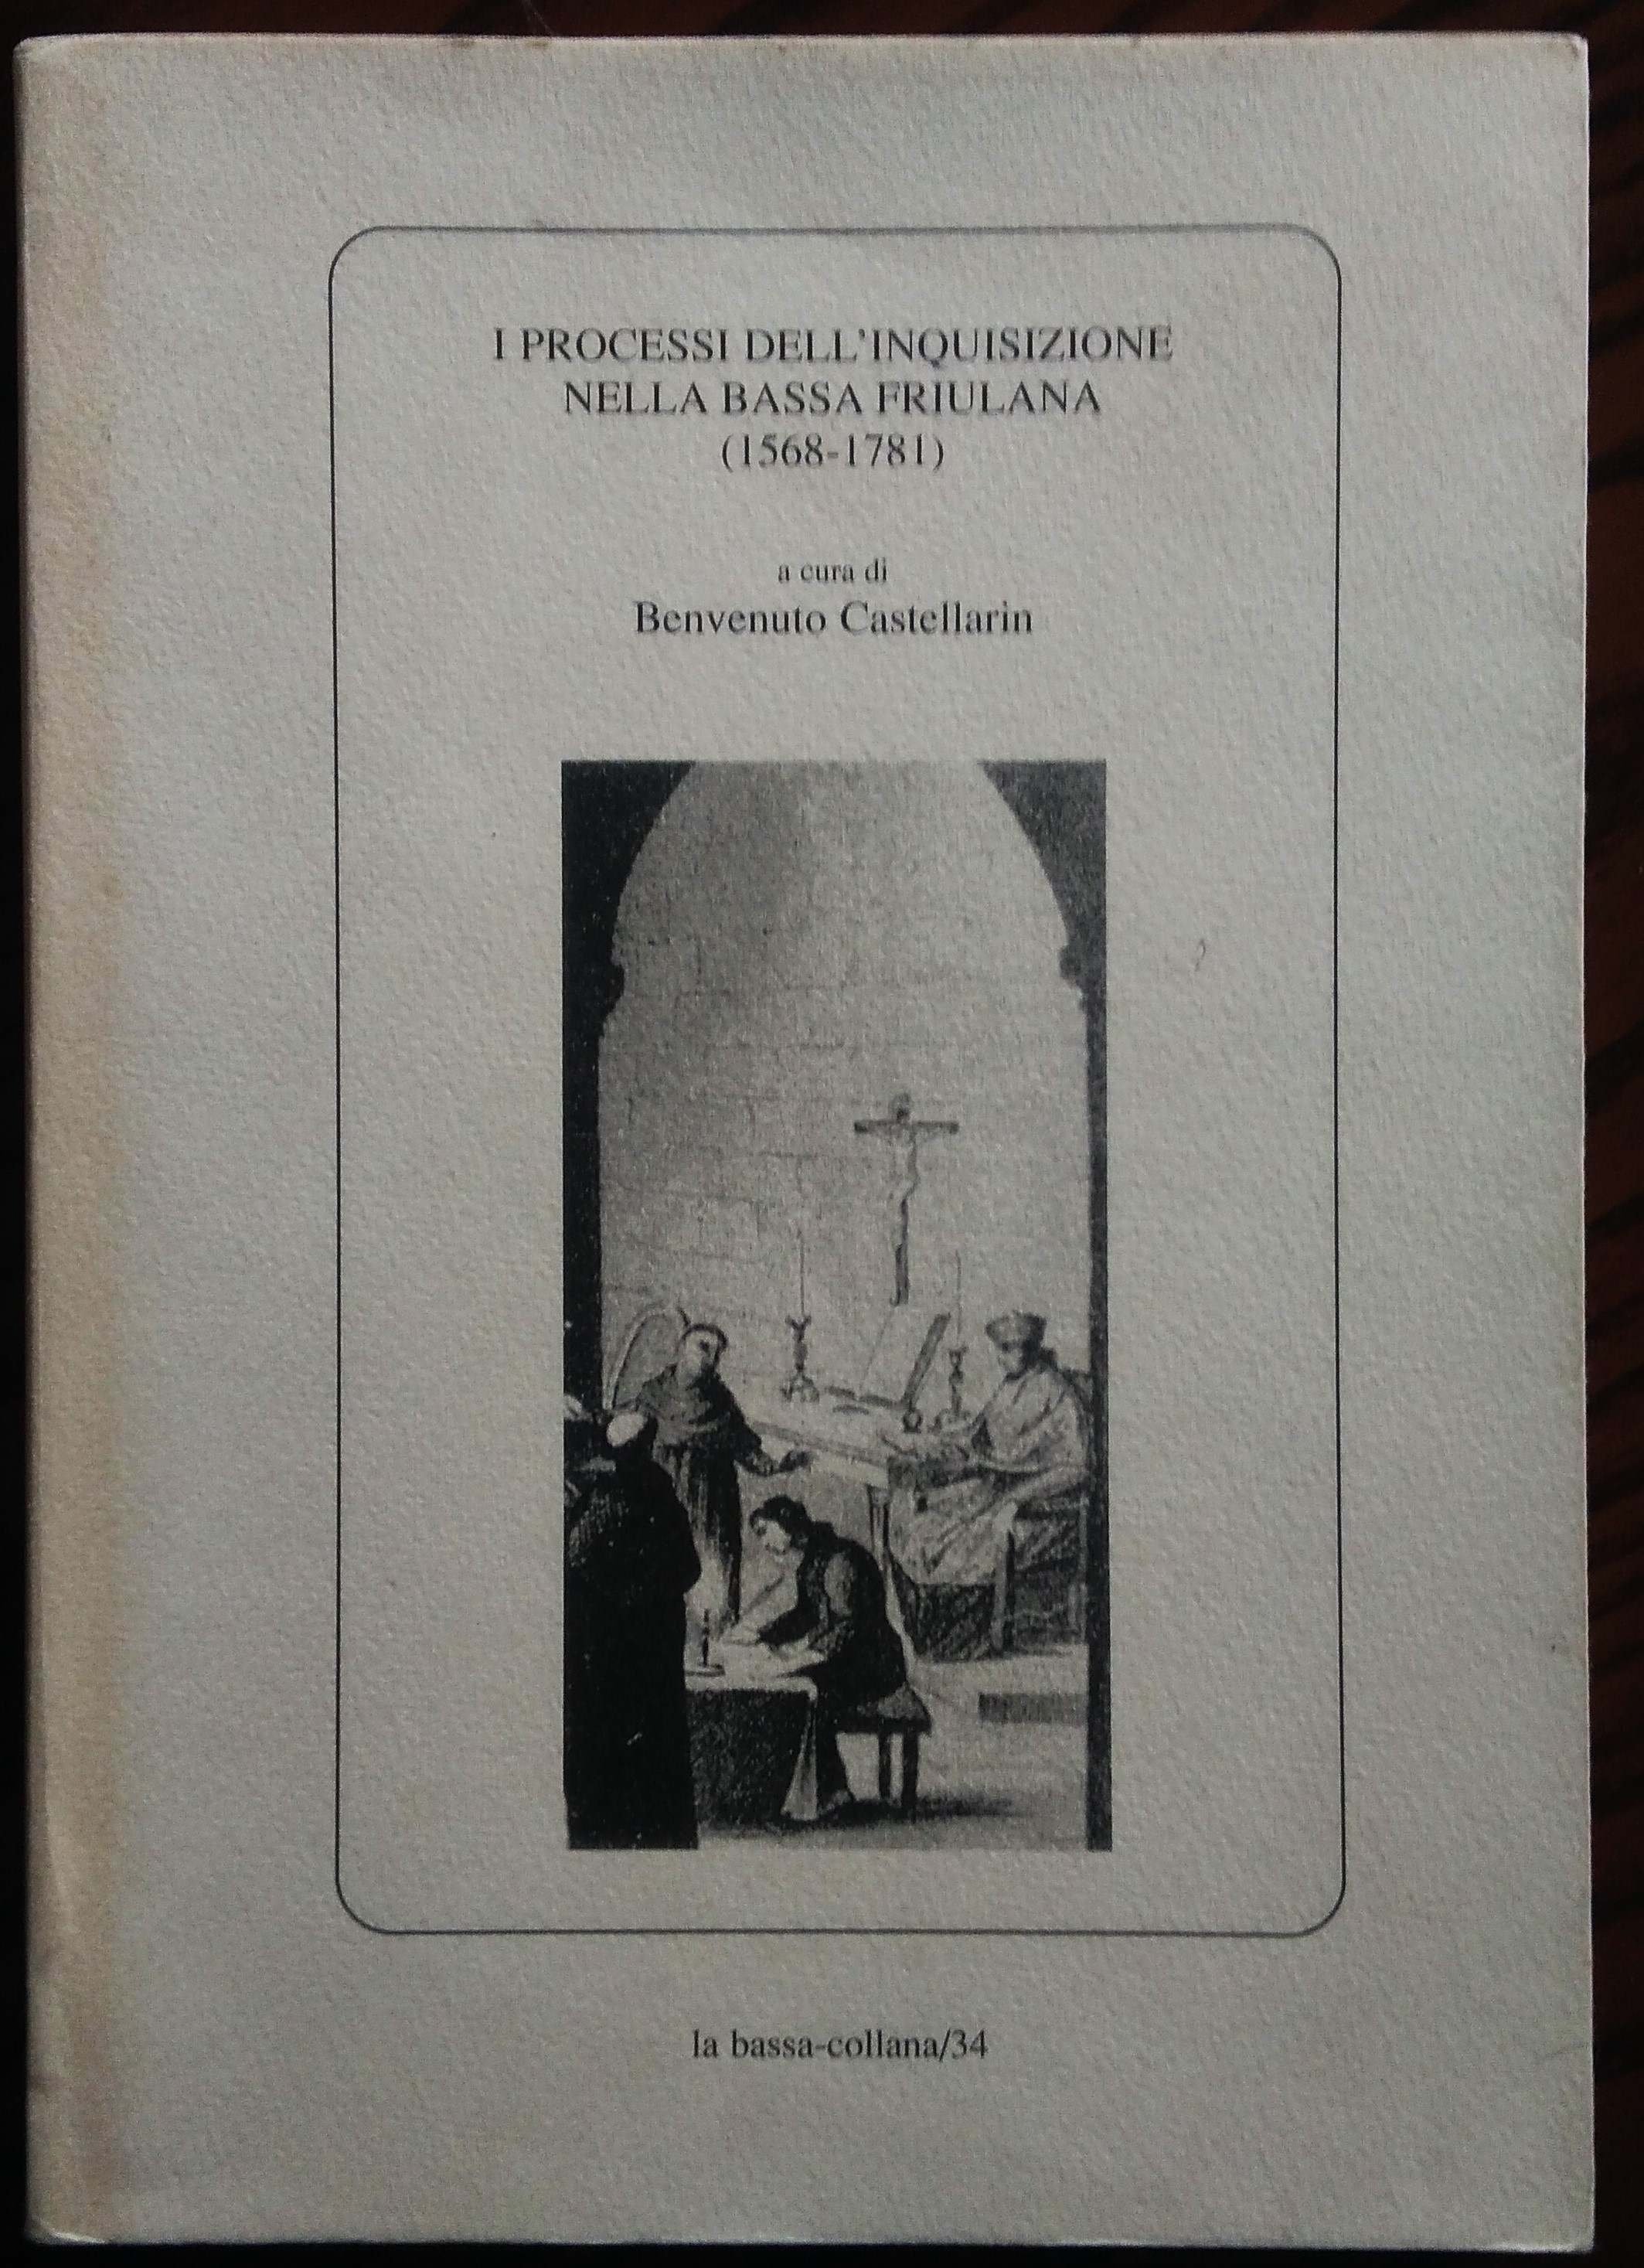 I PROCESSI DELL'INQUISIZIONE
NELLA BASSA FRIULANA
(1568-1781)
a cura di
Benvenuto Castellarin
la bassa-collana/34